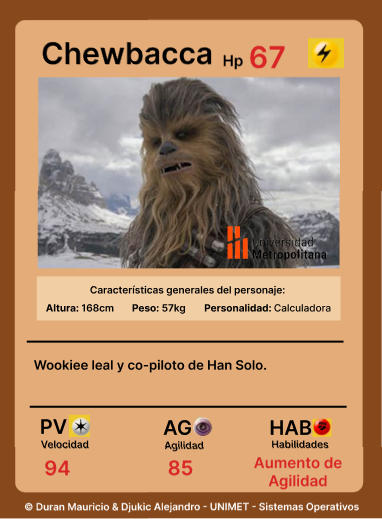 Chewbacca Hp 67
Universidad
Metropolitana
Características generales del personaje:
Altura: 168cm Peso: 57kg Personalidad: Calculadora
Wookiee leal y co-piloto de Han Solo.
PV AG HAB
Velocidad Agilidad Habilidades
94 85 Aumento de
Agilidad
© Duran Mauricio & Djukic Alejandro - UNIMET - Sistemas Operativos